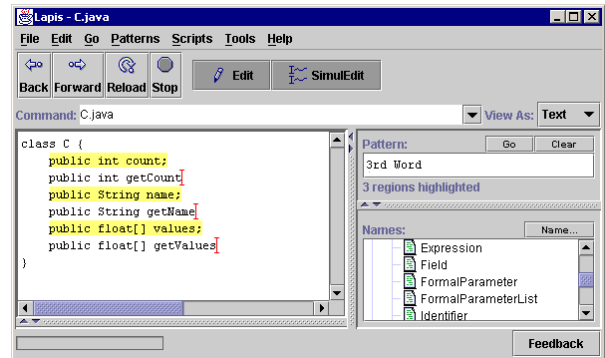 Lapis - C.java
File Edit Go Patterns Scripts Tools Help
Back Forward Reload Stop Edit SimulEdit
Command: C.java View As: Text
class C {
public int count;
public int getCount
public String name;
public String getName
public float[] values;
public float[] getValues
}
Pattern: Go Clear
3rd Word
3 regions highlighted
Names: Name...
Expression
Field
FormalParameter
FormalParameterList
Identifier
Feedback